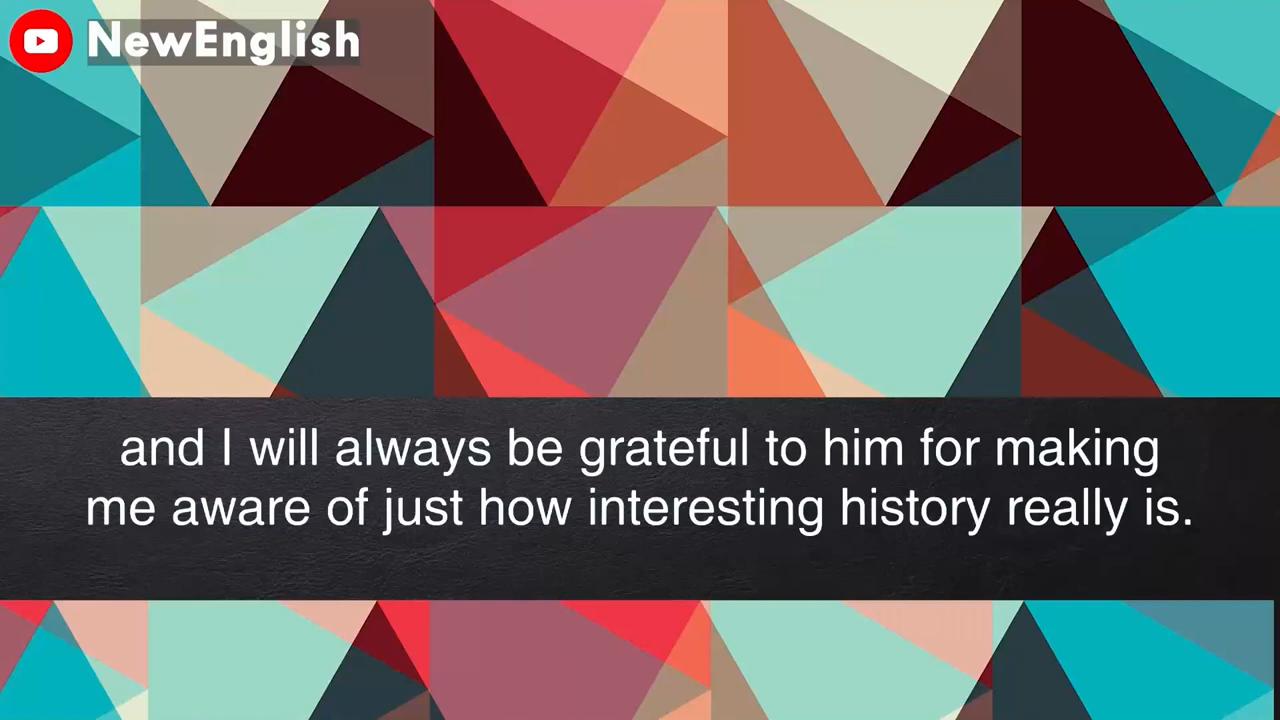 NewEnglish
and I will always be grateful to him for making
me aware of just how interesting history really is.